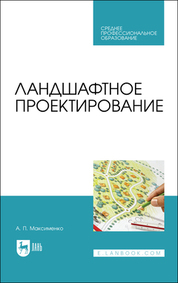 СРЕДНЕЕ
ПРОФЕССИОНАЛЬНОЕ
ОБРАЗОВАНИЕ
ЛАНДШАФТНОЕ
ПРОЕКТИРОВАНИЕ
А. П. Максименко
ЛАНЬ
E.LANBOOK.COM